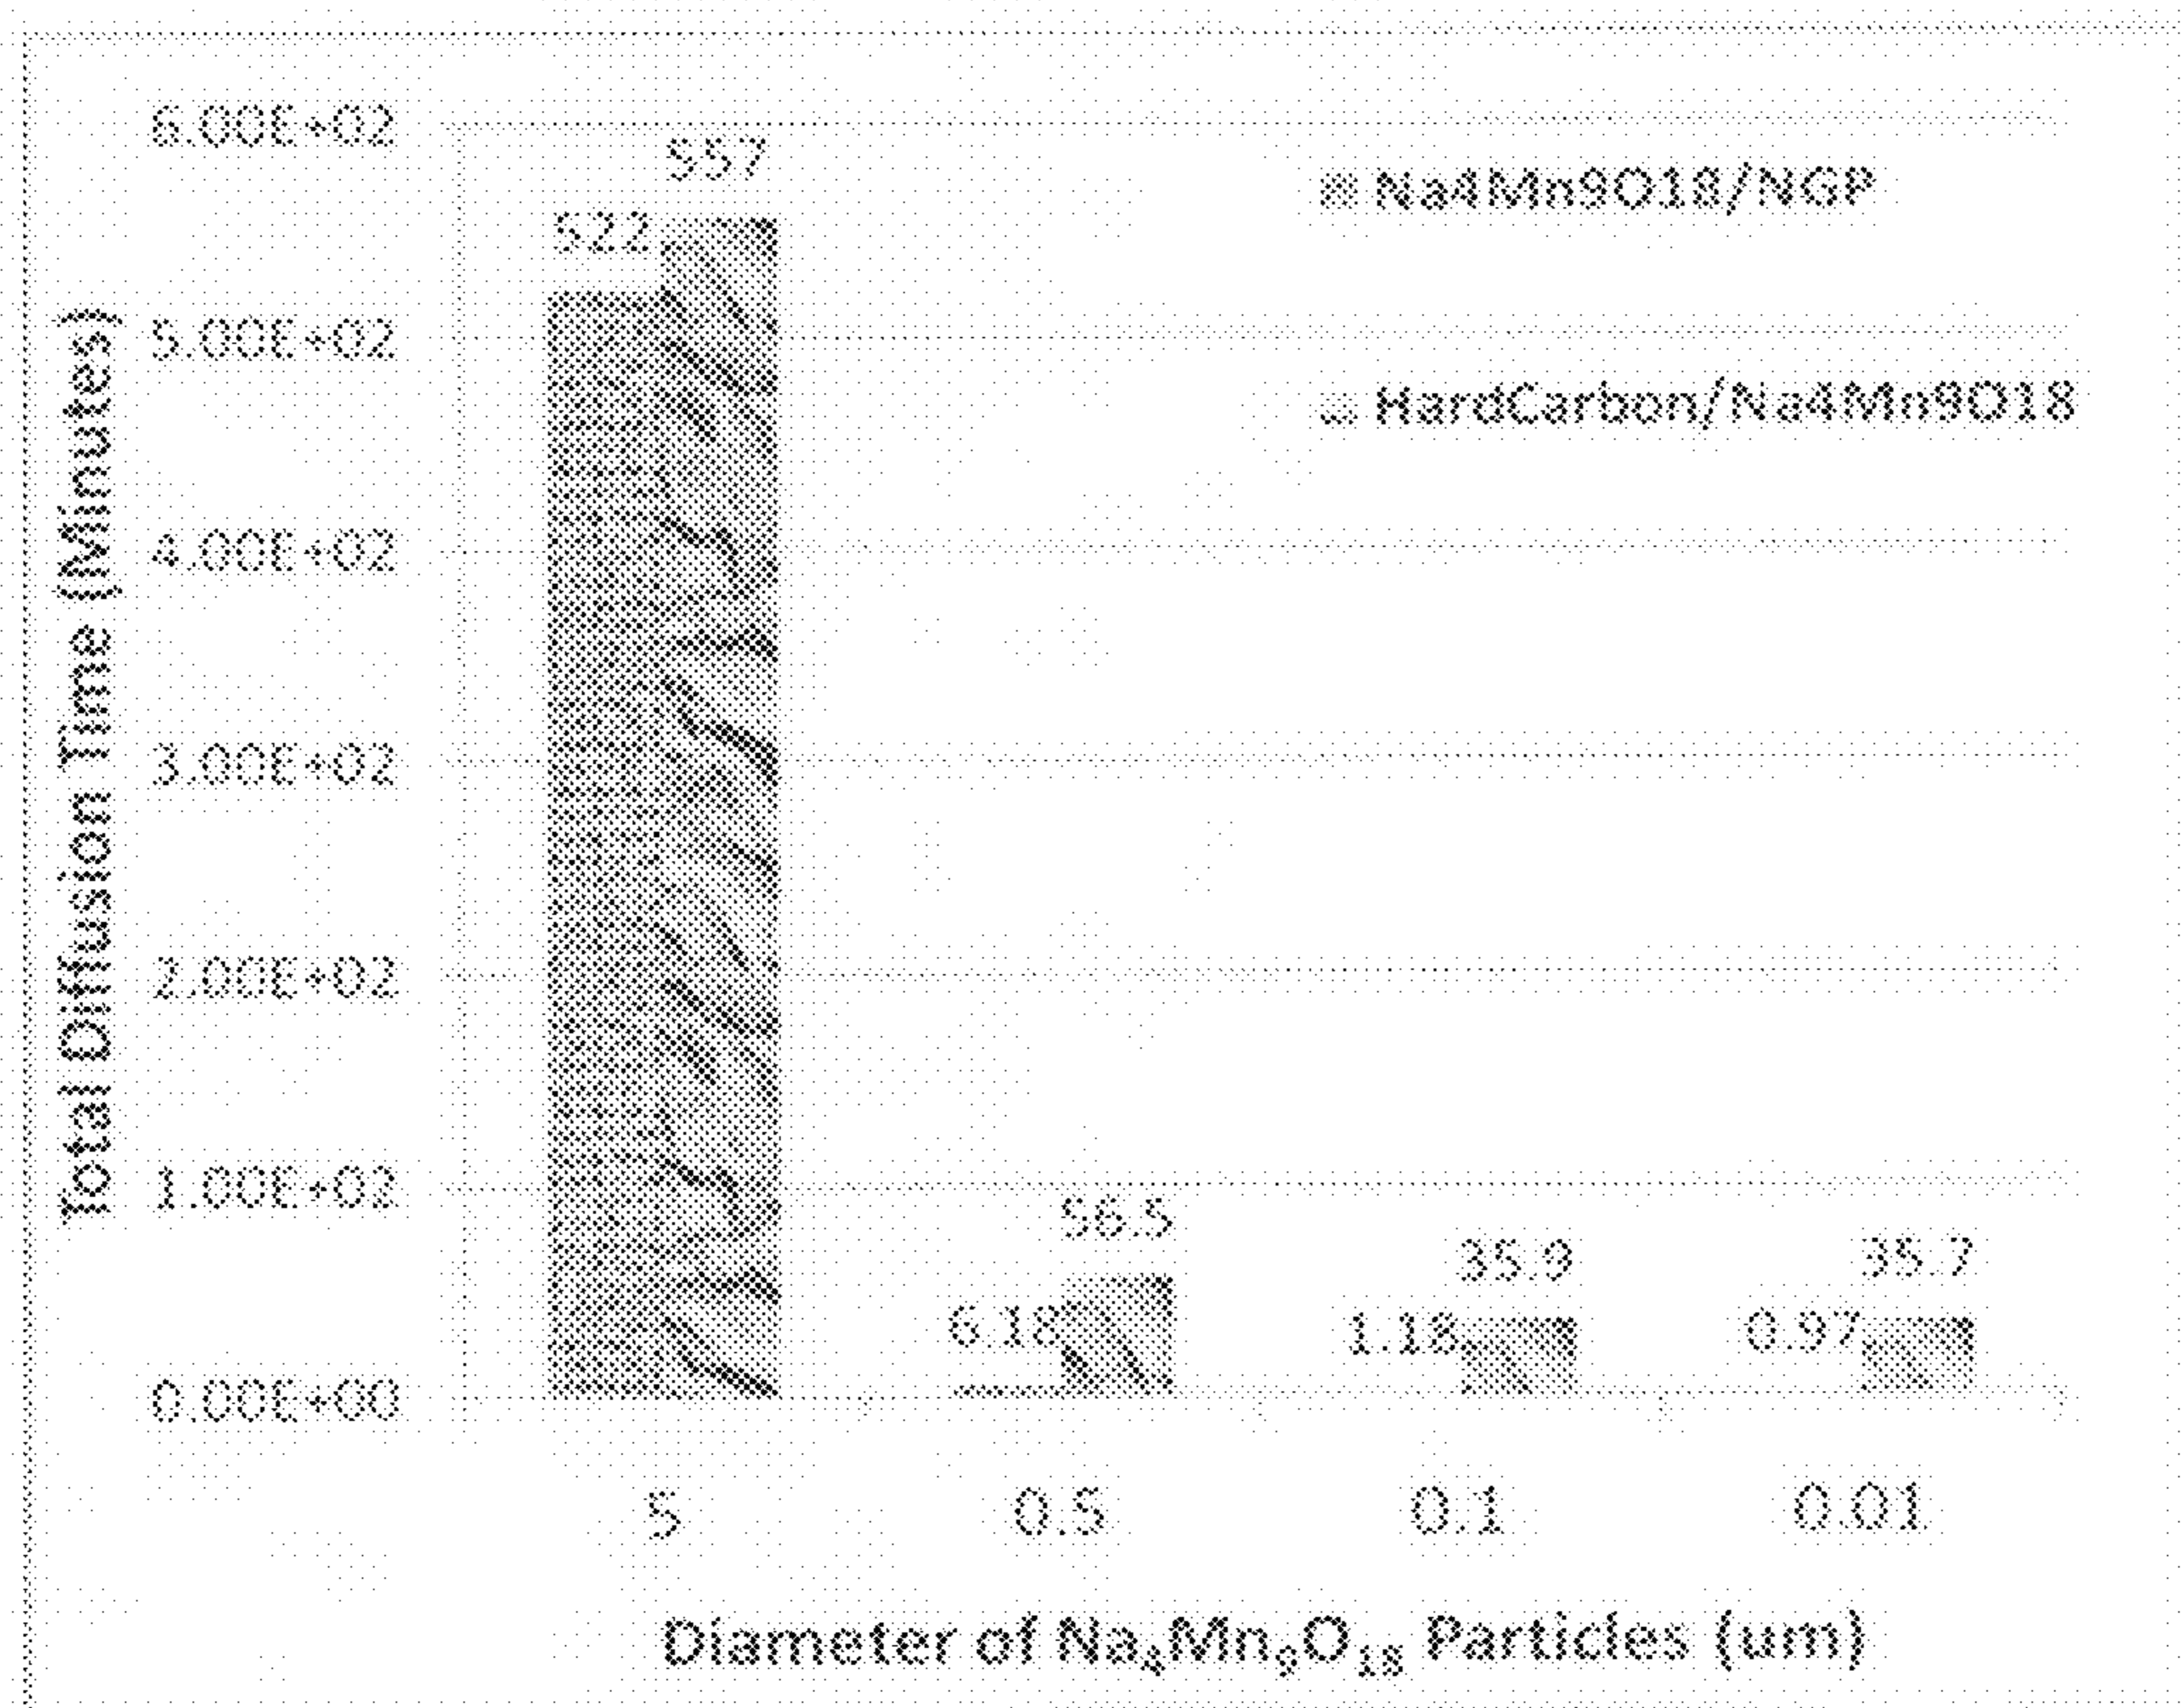 Total Diffusion Time (Minutes)
6.00E+02
5.00E+02
4.00E+02
3.00E+02
2.00E+02
1.00E+02
0.00E+00
557
522
Na4Mn9O18/NGP
HardCarbon/Na4Mn9O18
56.5
6.18
35.9
1.18
35.7
0.97
5 0.5 0.1 0.01
Diameter of Na₄Mn₉O₁₈ Particles (um)